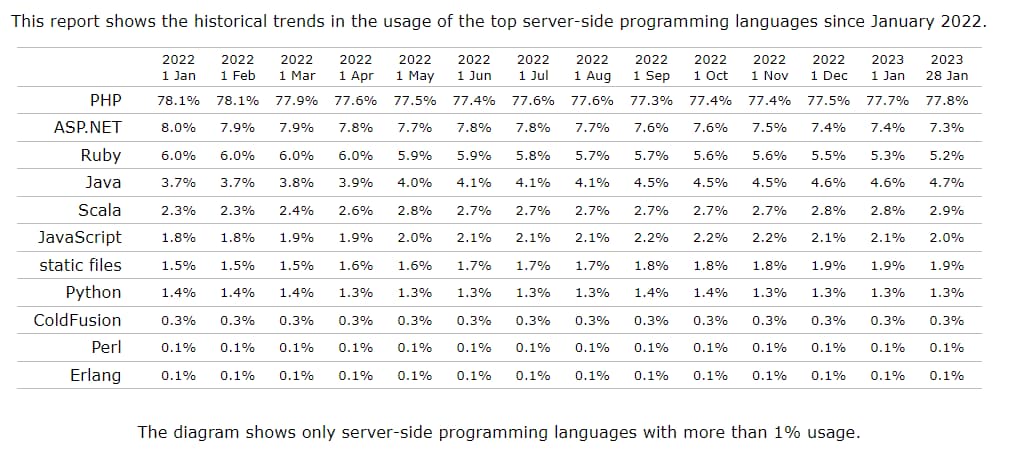 This report shows the historical trends in the usage of the top server-side programming languages since January 2022.
2022 2022 2022 2022 2022 2022 2022 2022 2022 2022 2022 2022 2023 2023
1 Jan 1 Feb 1 Mar 1 Apr 1 May 1 Jun 1 Jul 1 Aug 1 Sep 1 Oct 1 Nov 1 Dec 1 Jan 28 Jan
PHP 78.1% 78.1% 77.9% 77.6% 77.5% 77.4% 77.6% 77.6% 77.3% 77.4% 77.4% 77.5% 77.7% 77.8%
ASP.NET 8.0% 7.9% 7.9% 7.8% 7.7% 7.8% 7.8% 7.7% 7.6% 7.6% 7.5% 7.4% 7.4% 7.3%
Ruby 6.0% 6.0% 6.0% 6.0% 5.9% 5.9% 5.8% 5.7% 5.7% 5.6% 5.6% 5.5% 5.3% 5.2%
Java 3.7% 3.7% 3.8% 3.9% 4.0% 4.1% 4.1% 4.1% 4.5% 4.5% 4.5% 4.6% 4.6% 4.7%
Scala 2.3% 2.3% 2.4% 2.6% 2.8% 2.7% 2.7% 2.7% 2.7% 2.7% 2.7% 2.8% 2.8% 2.9%
JavaScript 1.8% 1.8% 1.9% 1.9% 2.0% 2.1% 2.1% 2.1% 2.2% 2.2% 2.2% 2.1% 2.1% 2.0%
static files 1.5% 1.5% 1.5% 1.6% 1.6% 1.7% 1.7% 1.7% 1.8% 1.8% 1.8% 1.9% 1.9% 1.9%
Python 1.4% 1.4% 1.4% 1.3% 1.3% 1.3% 1.3% 1.3% 1.4% 1.4% 1.3% 1.3% 1.3% 1.3%
ColdFusion 0.3% 0.3% 0.3% 0.3% 0.3% 0.3% 0.3% 0.3% 0.3% 0.3% 0.3% 0.3% 0.3% 0.3%
Perl 0.1% 0.1% 0.1% 0.1% 0.1% 0.1% 0.1% 0.1% 0.1% 0.1% 0.1% 0.1% 0.1% 0.1%
Erlang 0.1% 0.1% 0.1% 0.1% 0.1% 0.1% 0.1% 0.1% 0.1% 0.1% 0.1% 0.1% 0.1% 0.1%
The diagram shows only server-side programming languages with more than 1% usage.